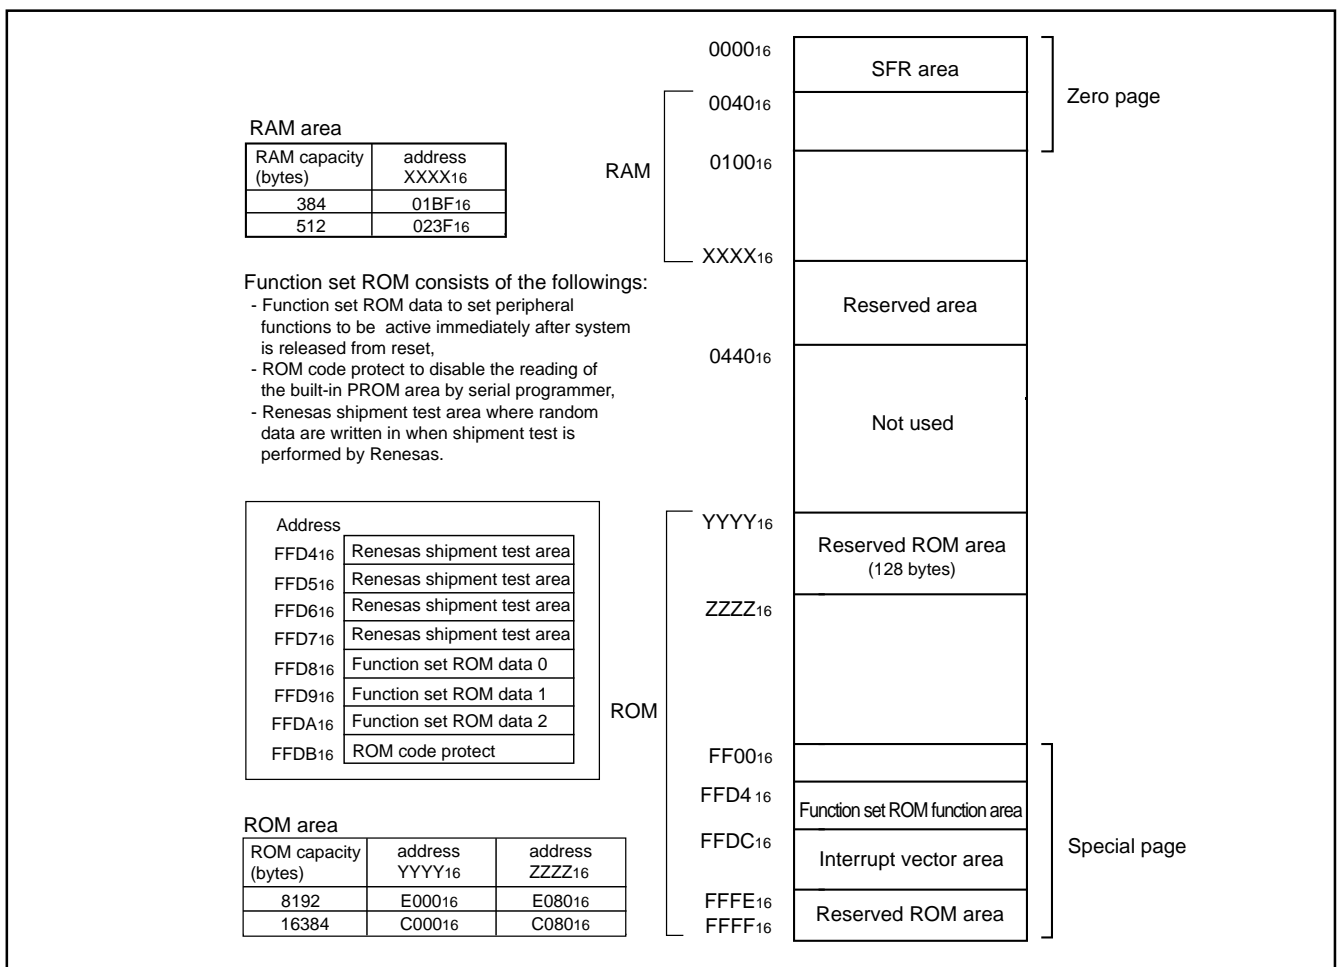 RAM area
RAM capacity (bytes) address XXXX16
384 01BF16
512 023F16
Function set ROM consists of the followings:
- Function set ROM data to set peripheral
functions to be active immediately after system
is released from reset,
- ROM code protect to disable the reading of
the built-in PROM area by serial programmer,
- Renesas shipment test area where random
data are written in when shipment test is
performed by Renesas.
Address
FFD416 Renesas shipment test area
FFD516 Renesas shipment test area
FFD616 Renesas shipment test area
FFD716 Renesas shipment test area
FFD816 Function set ROM data 0
FFD916 Function set ROM data 1
FFDA16 Function set ROM data 2
FFDB16 ROM code protect
ROM area
ROM capacity (bytes) address YYYY16 address ZZZZ16
8192 E00016 E08016
16384 C00016 C08016
RAM
ROM
000016
SFR area
004016
Zero page
010016
XXXX16
Reserved area
044016
Not used
YYYY16
Reserved ROM area
(128 bytes)
ZZZZ16
FF0016
FFD4 16
Function set ROM function area
FFDC16
Interrupt vector area
Special page
FFFE16
Reserved ROM area
FFFF16